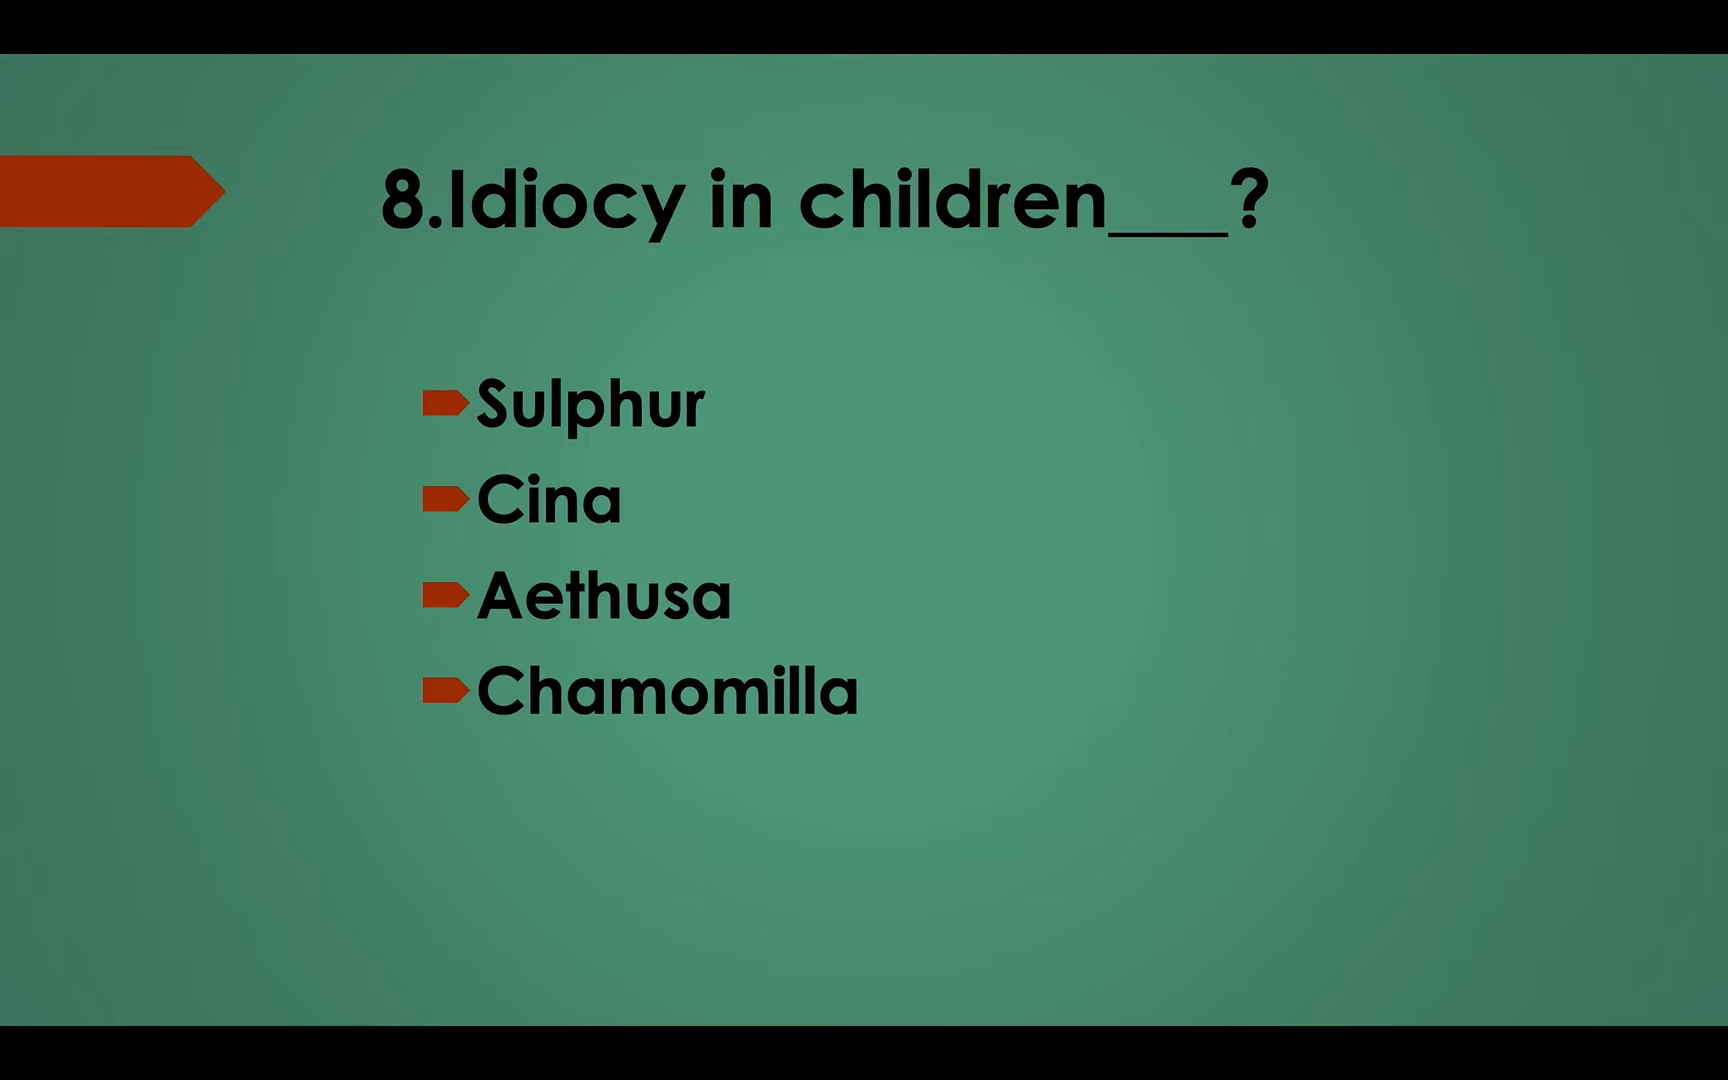 8.Idiocy in children___?
Sulphur
Cina
Aethusa
Chamomilla